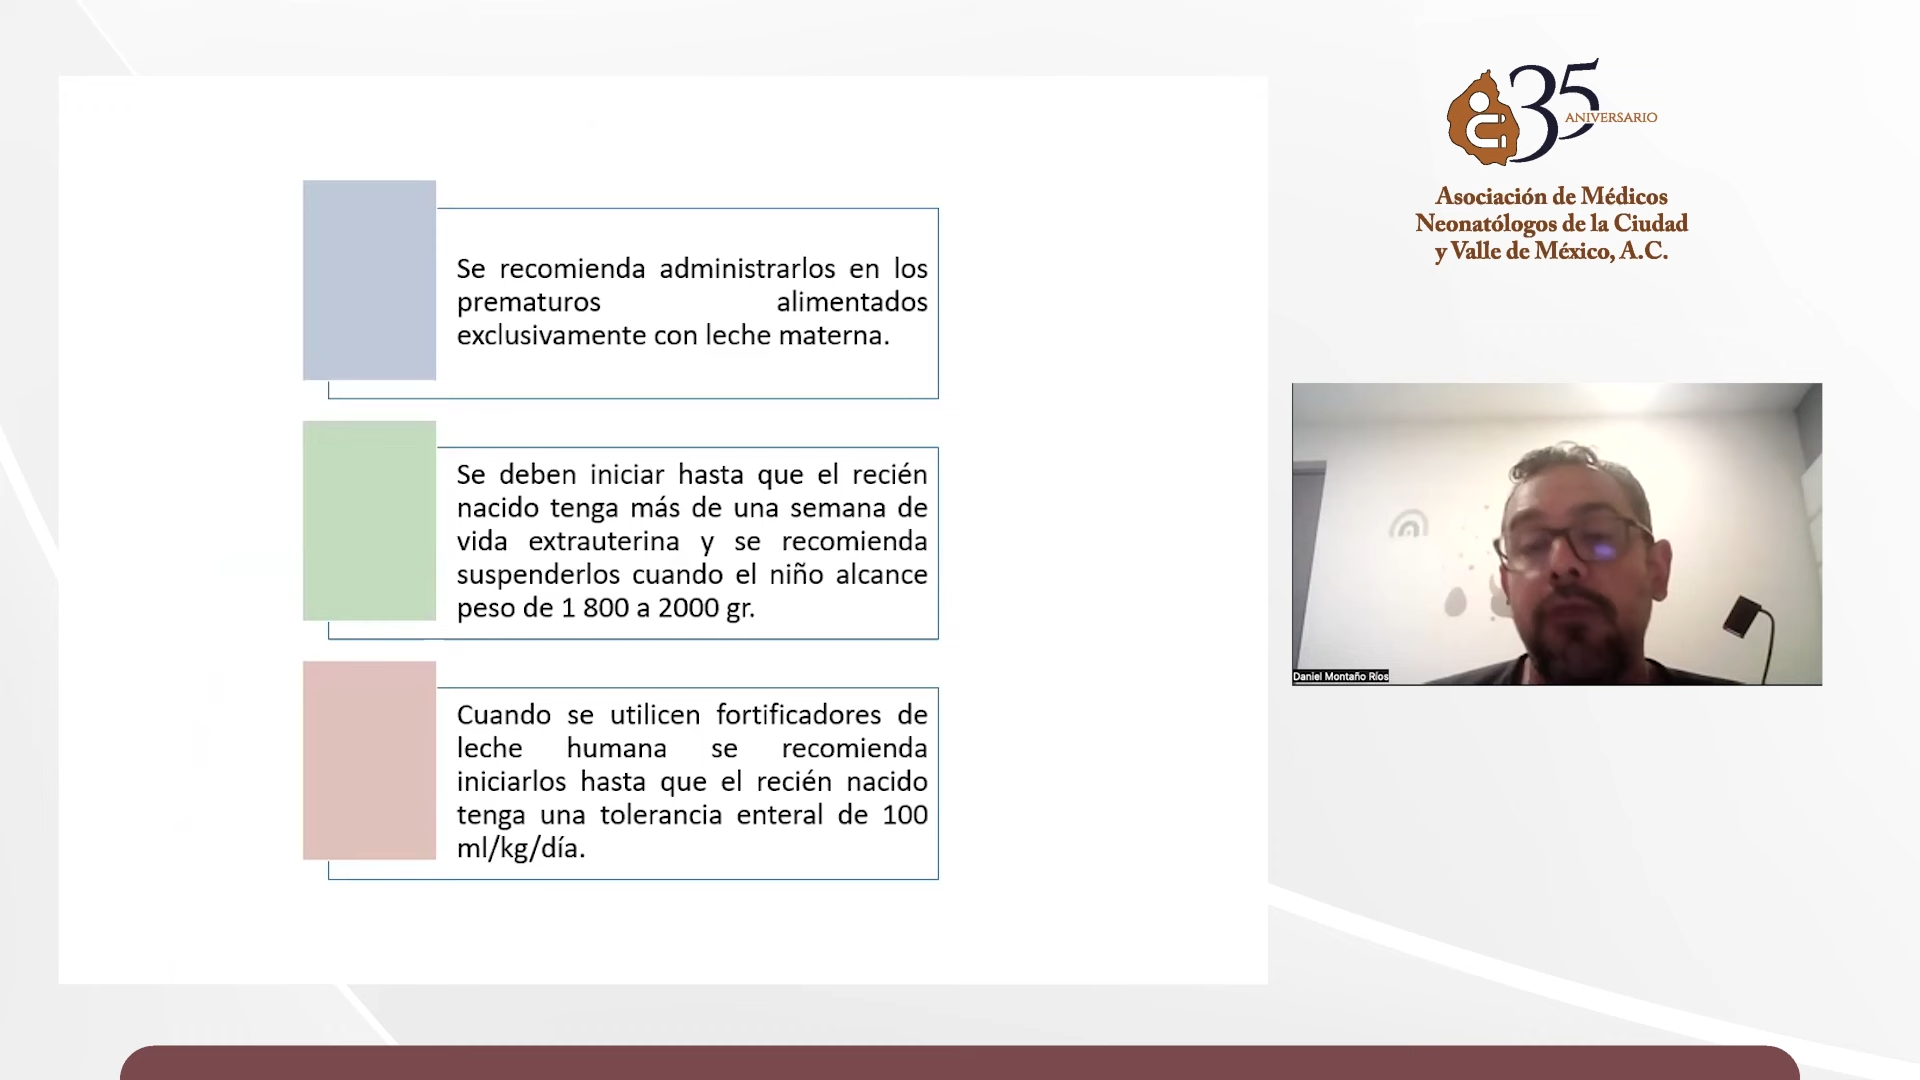 Se recomienda administrarlos en los
prematuros alimentados
exclusivamente con leche materna.
Se deben iniciar hasta que el recién
nacido tenga más de una semana de
vida extrauterina y se recomienda
suspenderlos cuando el niño alcance
peso de 1 800 a 2000 gr.
Cuando se utilicen fortificadores de
leche humana se recomienda
iniciarlos hasta que el recién nacido
tenga una tolerancia enteral de 100
ml/kg/día.
35
ANIVERSARIO
Asociación de Médicos
Neonatólogos de la Ciudad
y Valle de México, A.C.
Daniel Montaño Ríos